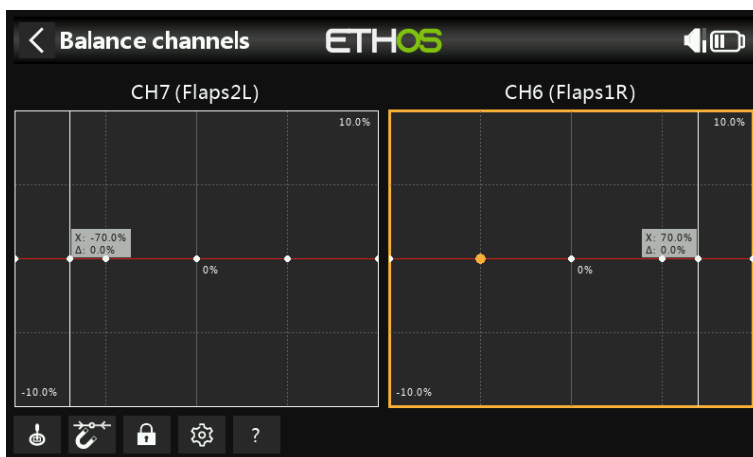 Balance channels
ETHOS
CH7 (Flaps2L)
CH6 (Flaps1R)
10.0%
X: -70.0%
Δ: 0.0%
0%
-10.0%
10.0%
X: 70.0%
Δ: 0.0%
0%
-10.0%
?